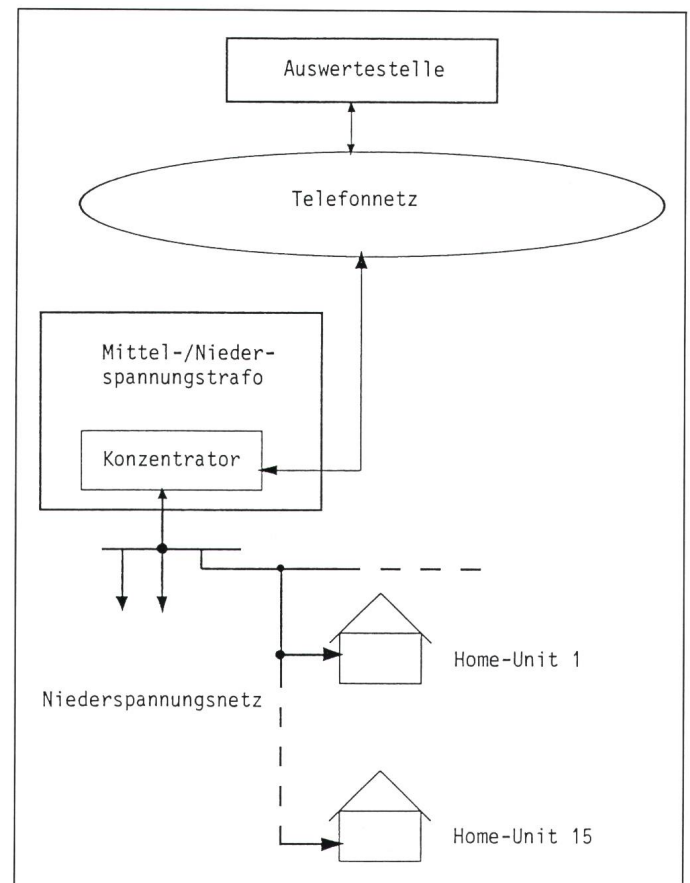 Auswertestelle
Telefonnetz
Mittel-/Nieder-
spannungstrafo
Konzentrator
Home-Unit 1
Niederspannungsnetz
Home-Unit 15